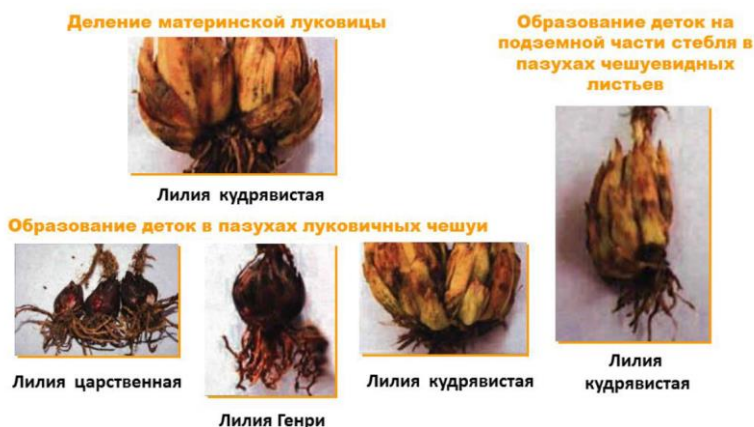 Деление материнской луковицы
Лилия кудрявистая
Образование деток на
подземной части стебля в
пазухах чешуевидных
листьев
Лилия
кудрявистая
Образование деток в пазухах луковичных чешуи
Лилия царственная
Лилия Генри
Лилия кудрявистая